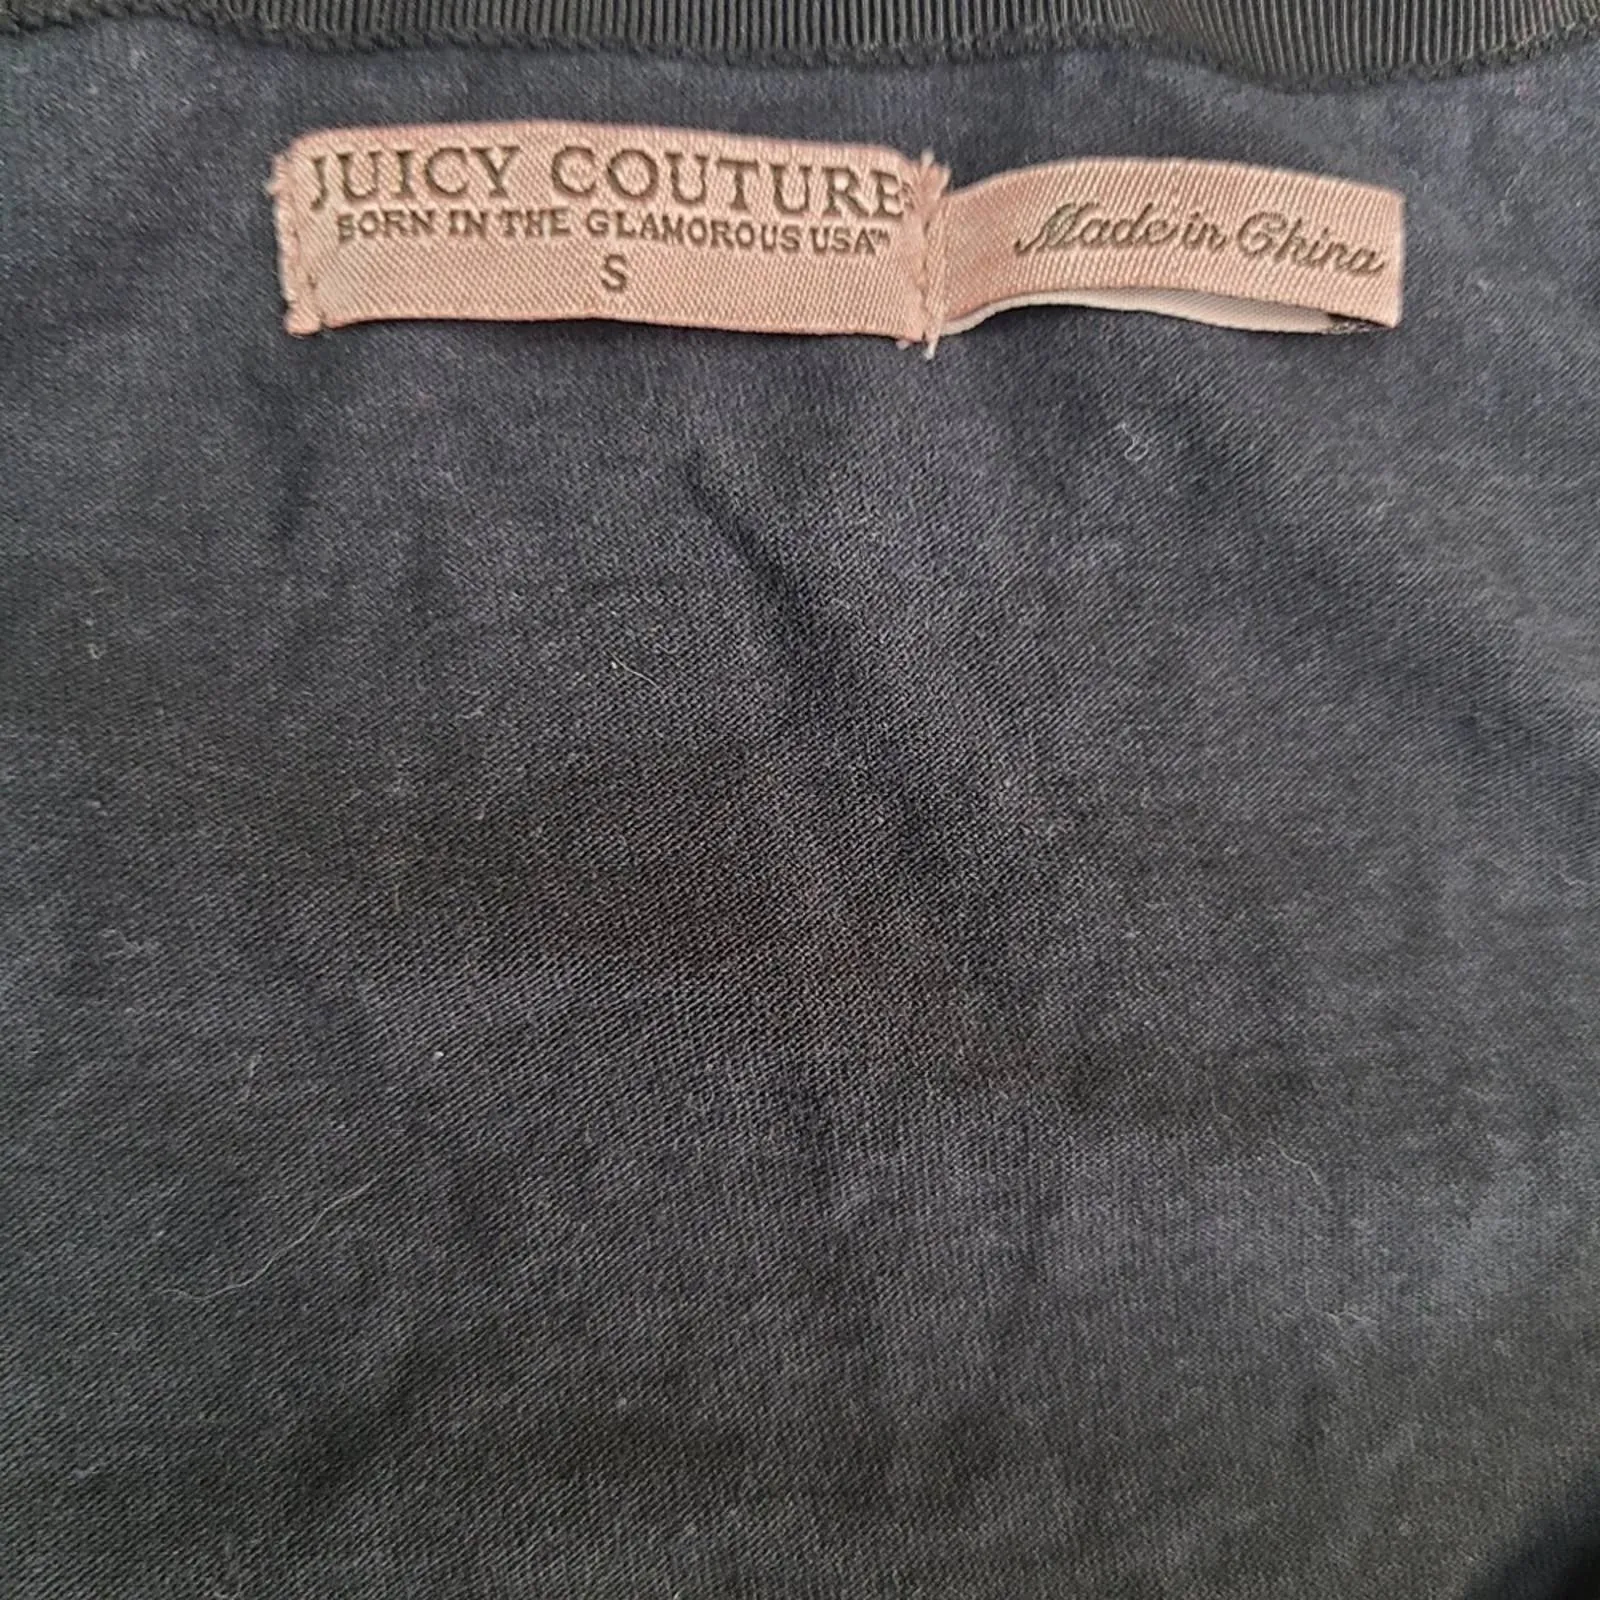 JUICY COUTURE
BORN IN THE GLAMOROUS USA™
S
Made in China